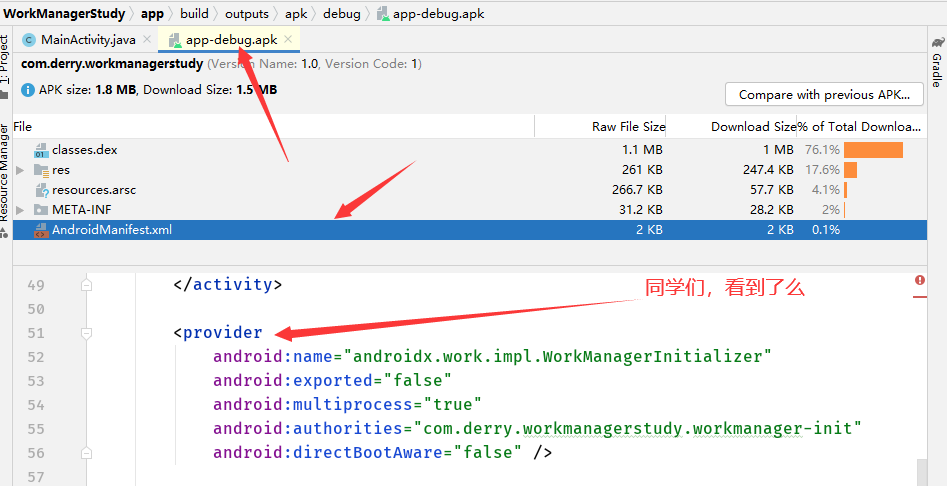 WorkManagerStudy app build outputs apk debug app-debug.apk
MainActivity.java app-debug.apk
com.derry.workmanagerstudy (Version Name: 1.0, Version Code: 1)
APK size: 1.8 MB, Download Size: 1.5 MB
Compare with previous APK...
File Raw File Size Download Size % of Total Downloa...
classes.dex 1.1 MB 1 MB 76.1%
res 261 KB 247.4 KB 17.6%
resources.arsc 266.7 KB 57.7 KB 4.1%
META-INF 31.2 KB 28.2 KB 2%
AndroidManifest.xml 2 KB 2 KB 0.1%
1: Project
Resource Manager
Gradle
49 </activity>
同学们，看到了么
50
51 <provider
52 android:name="androidx.work.impl.WorkManagerInitializer"
53 android:exported="false"
54 android:multiprocess="true"
55 android:authorities="com.derry.workmanagerstudy.workmanager-init"
56 android:directBootAware="false" />
57